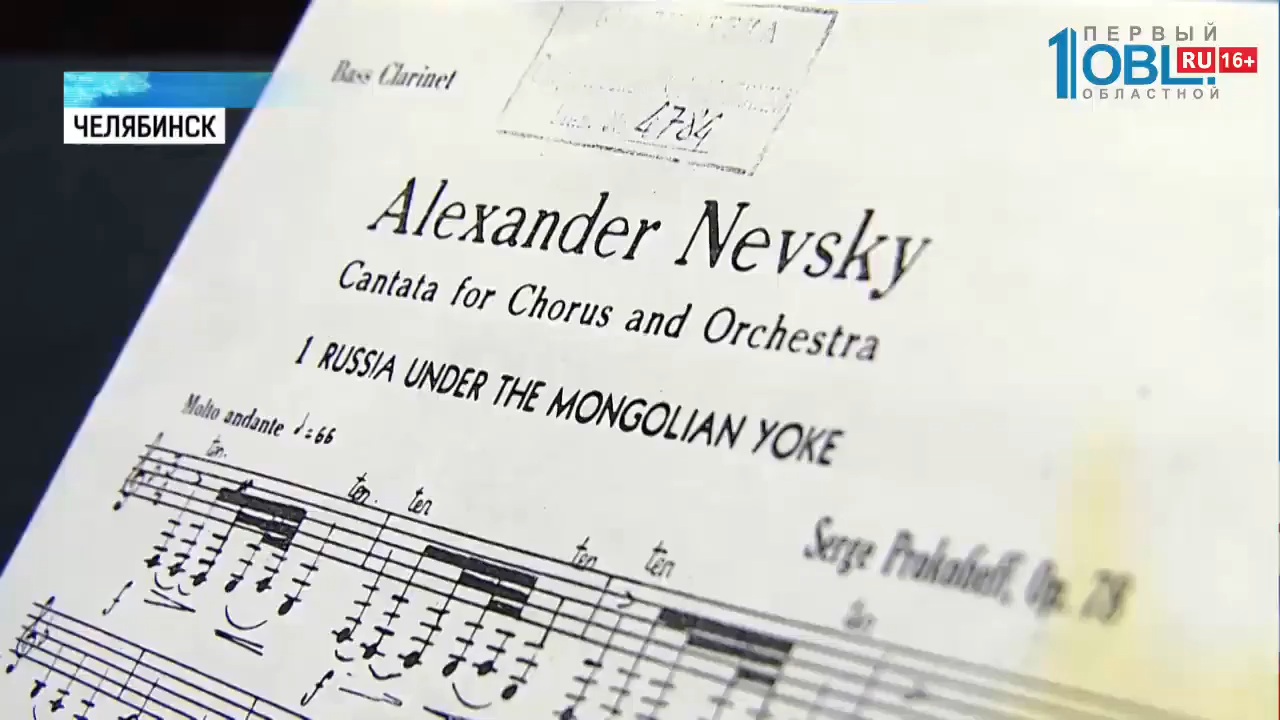 ПЕРВЫЙ
1OBL.RU 16+
ОБЛАСТНОЙ
ЧЕЛЯБИНСК
Bass Clarinet
4784
Alexander Nevsky
Cantata for Chorus and Orchestra
1 RUSSIA UNDER THE MONGOLIAN YOKE
Molto andante ♩=66
Serge Prokofieff, Op. 78
ten. ten. ten ten ten
f
f